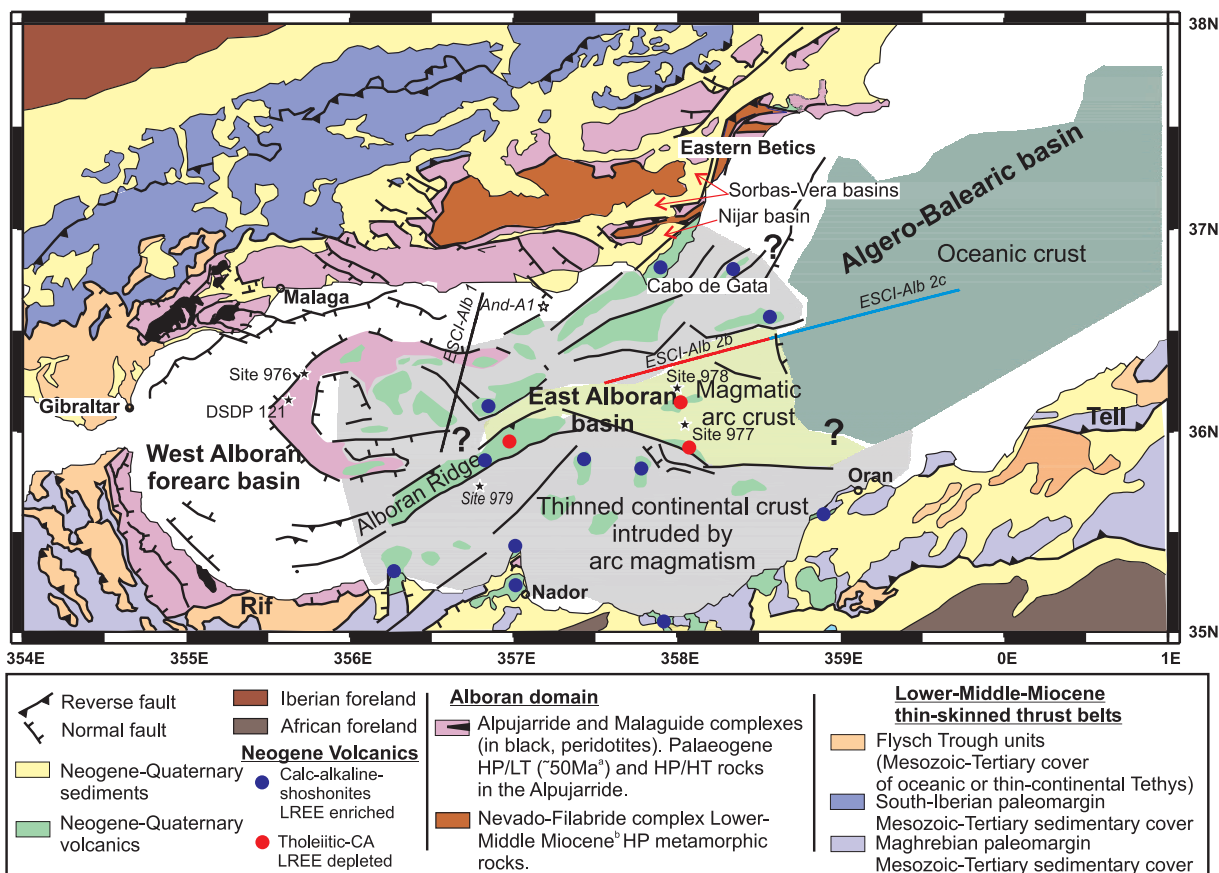 38N
37N
36N
35N
354E
355E
356E
357E
358E
359E
0E
1E
Eastern Betics
Sorbas-Vera basins
Nijar basin
Algero-Balearic basin
Oceanic crust
ESCI-Alb 2c
?
Cabo de Gata
Malaga
And-A1
ESCI-Alb 1
ESCI-Alb 2b
Site 976
DSDP 121
Gibraltar
Site 978
East Alboran
basin
Magmatic
arc crust
Site 977
?
?
Tell
West Alboran
forearc basin
Alboran Ridge
Site 979
Oran
Thinned continental crust
intruded by
arc magmatism
Rif
Nador
Reverse fault
Normal fault
Neogene-Quaternary
sediments
Neogene-Quaternary
volcanics
Iberian foreland
African foreland
Neogene Volcanics
Calc-alkaline-
shoshonites
LREE enriched
Tholeiitic-CA
LREE depleted
Alboran domain
Alpujarride and Malaguide complexes
(in black, peridotites). Palaeogene
HP/LT (~50Maᵃ) and HP/HT rocks
in the Alpujarride.
Nevado-Filabride complex Lower-
Middle Mioceneᵇ HP metamorphic
rocks.
Lower-Middle-Miocene
thin-skinned thrust belts
Flysch Trough units
(Mesozoic-Tertiary cover
of oceanic or thin-continental Tethys)
South-Iberian paleomargin
Mesozoic-Tertiary sedimentary cover
Maghrebian paleomargin
Mesozoic-Tertiary sedimentary cover